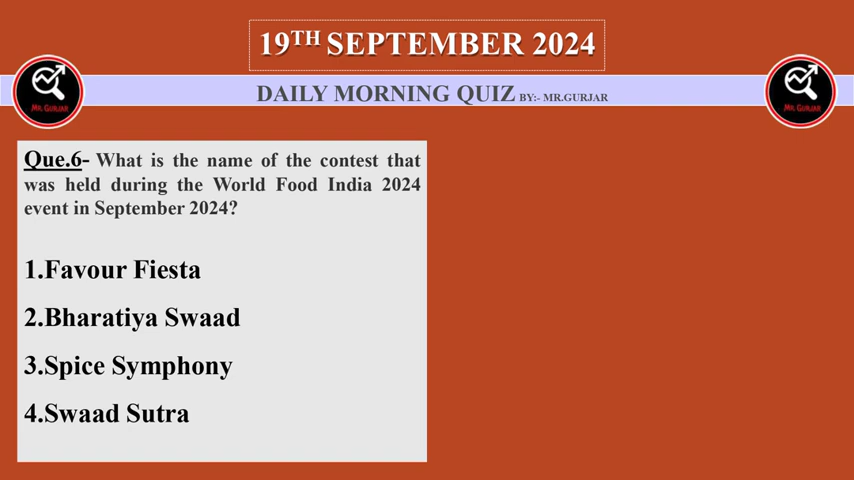 19TH SEPTEMBER 2024
DAILY MORNING QUIZ BY:- MR.GURJAR
MR.GURJAR
MR.GURJAR
Que.6- What is the name of the contest that
was held during the World Food India 2024
event in September 2024?
1.Favour Fiesta
2.Bharatiya Swaad
3.Spice Symphony
4.Swaad Sutra